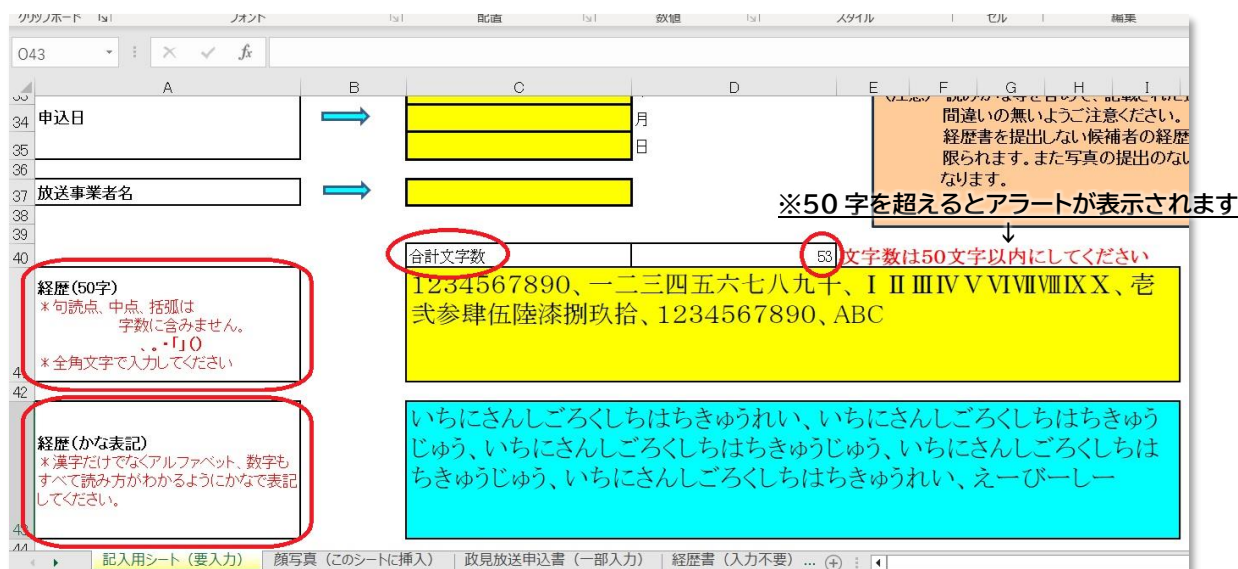 クリップボード フォント 配置 数値 スタイル セル 編集
O43 fx
A B C D E F G H I
34 申込日 月
間違いの無いようご注意ください。
35 日
経歴書を提出しない候補者の経歴
限られます。また写真の提出のない
36
なります。
37 放送事業者名
※50 字を超えるとアラートが表示されます
38
↓
39
40 合計文字数 53 文字数は50文字以内にしてください
経歴(50字)
*句読点、中点、括弧は
字数に含みません。
、。・「」()
*全角文字で入力してください
1234567890、一二三四五六七八九十、ⅠⅡⅢⅣⅤⅥⅦⅧⅨⅩ、壱
弐参肆伍陸漆捌玖拾、1234567890、ABC
42
経歴(かな表記)
*漢字だけでなくアルファベット、数字も
すべて読み方がわかるようにかなで表記
してください。
いちにさんしごろくしちはちきゅうれい、いちにさんしごろくしちはちきゅう
じゅう、いちにさんしごろくしちはちきゅうじゅう、いちにさんしごろくしちは
ちきゅうじゅう、いちにさんしごろくしちはちきゅうれい、えーびーしー
記入用シート（要入力） 顔写真（このシートに挿入） 政見放送申込書（一部入力） 経歴書（入力不要） ...